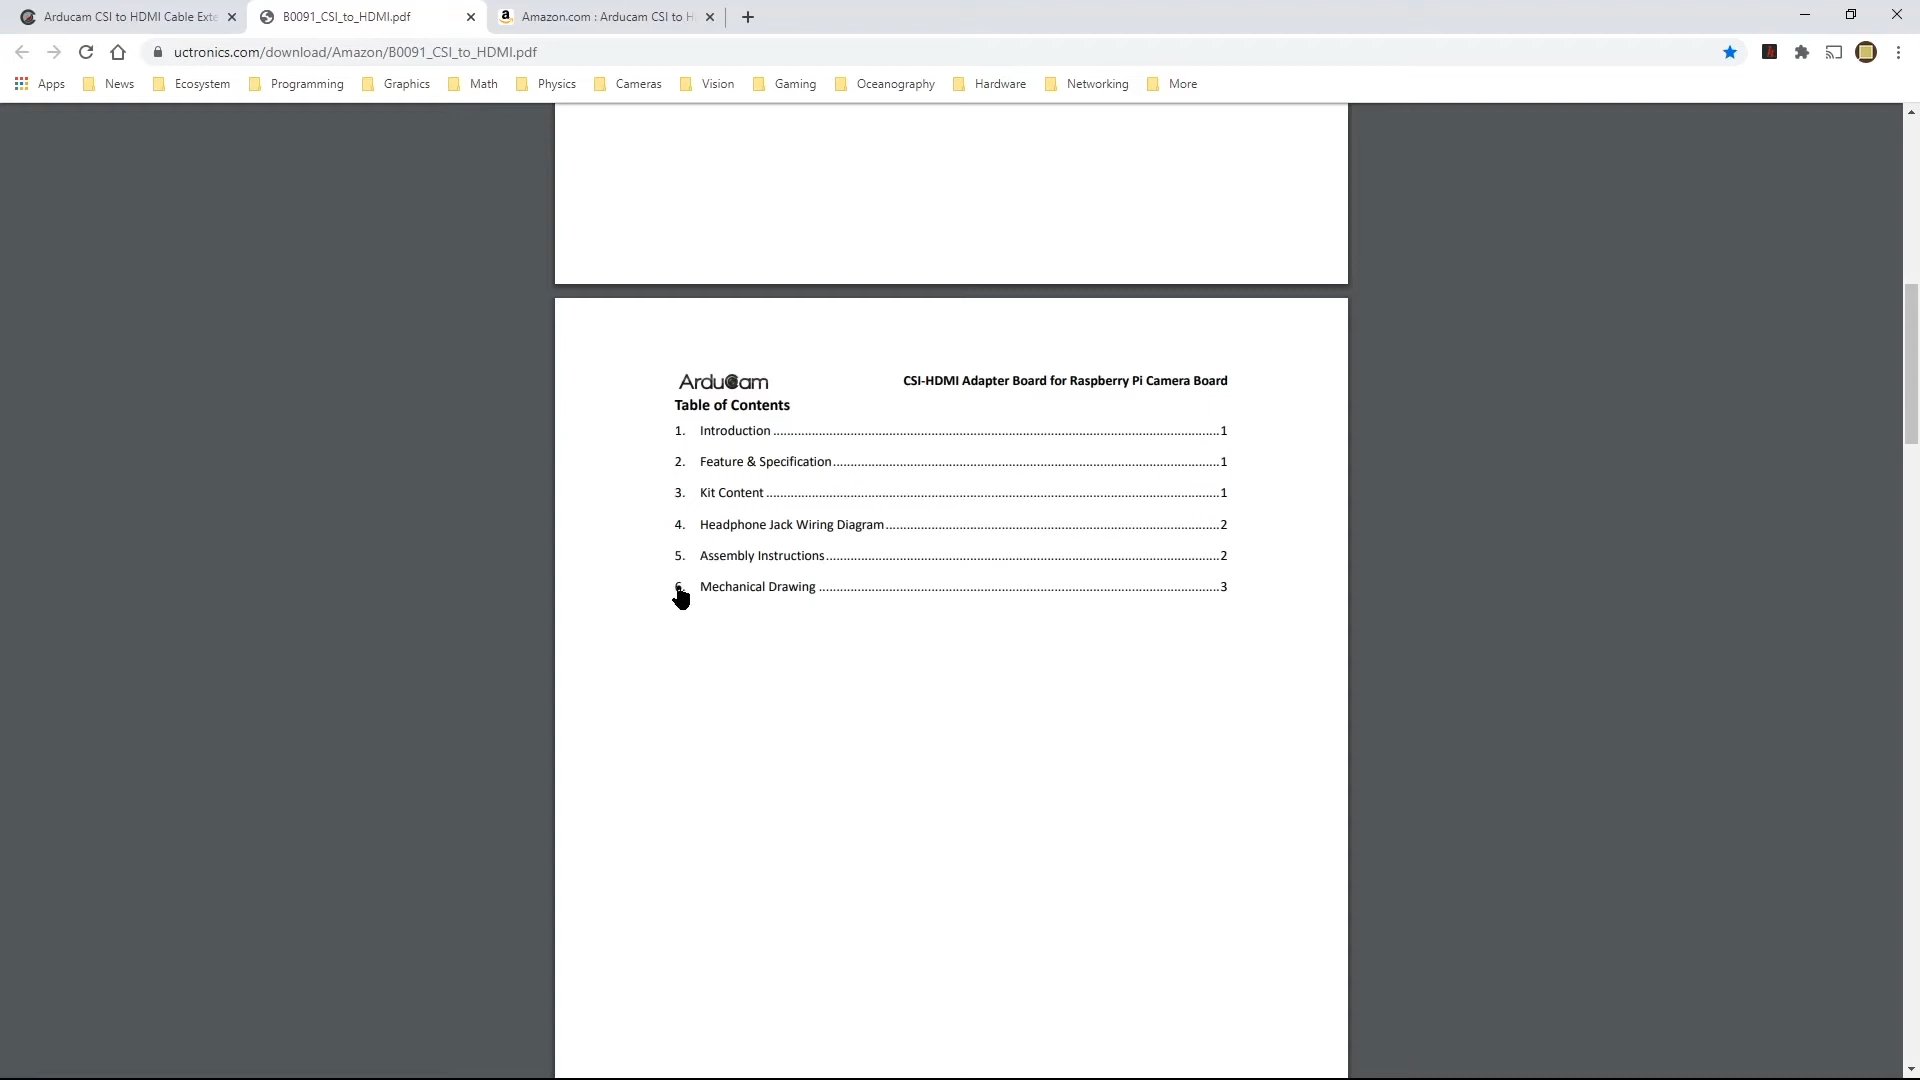 Arducam CSI to HDMI Cable Exte
B0091_CSI_to_HDMI.pdf
Amazon.com : Arducam CSI to H
uctronics.com/download/Amazon/B0091_CSI_to_HDMI.pdf
Apps News Ecosystem Programming Graphics Math Physics Cameras Vision Gaming Oceanography Hardware Networking More
ArduCam CSI-HDMI Adapter Board for Raspberry Pi Camera Board
Table of Contents
1. Introduction ........ 1
2. Feature & Specification ........ 1
3. Kit Content ........ 1
4. Headphone Jack Wiring Diagram ........ 2
5. Assembly Instructions ........ 2
6. Mechanical Drawing ........ 3